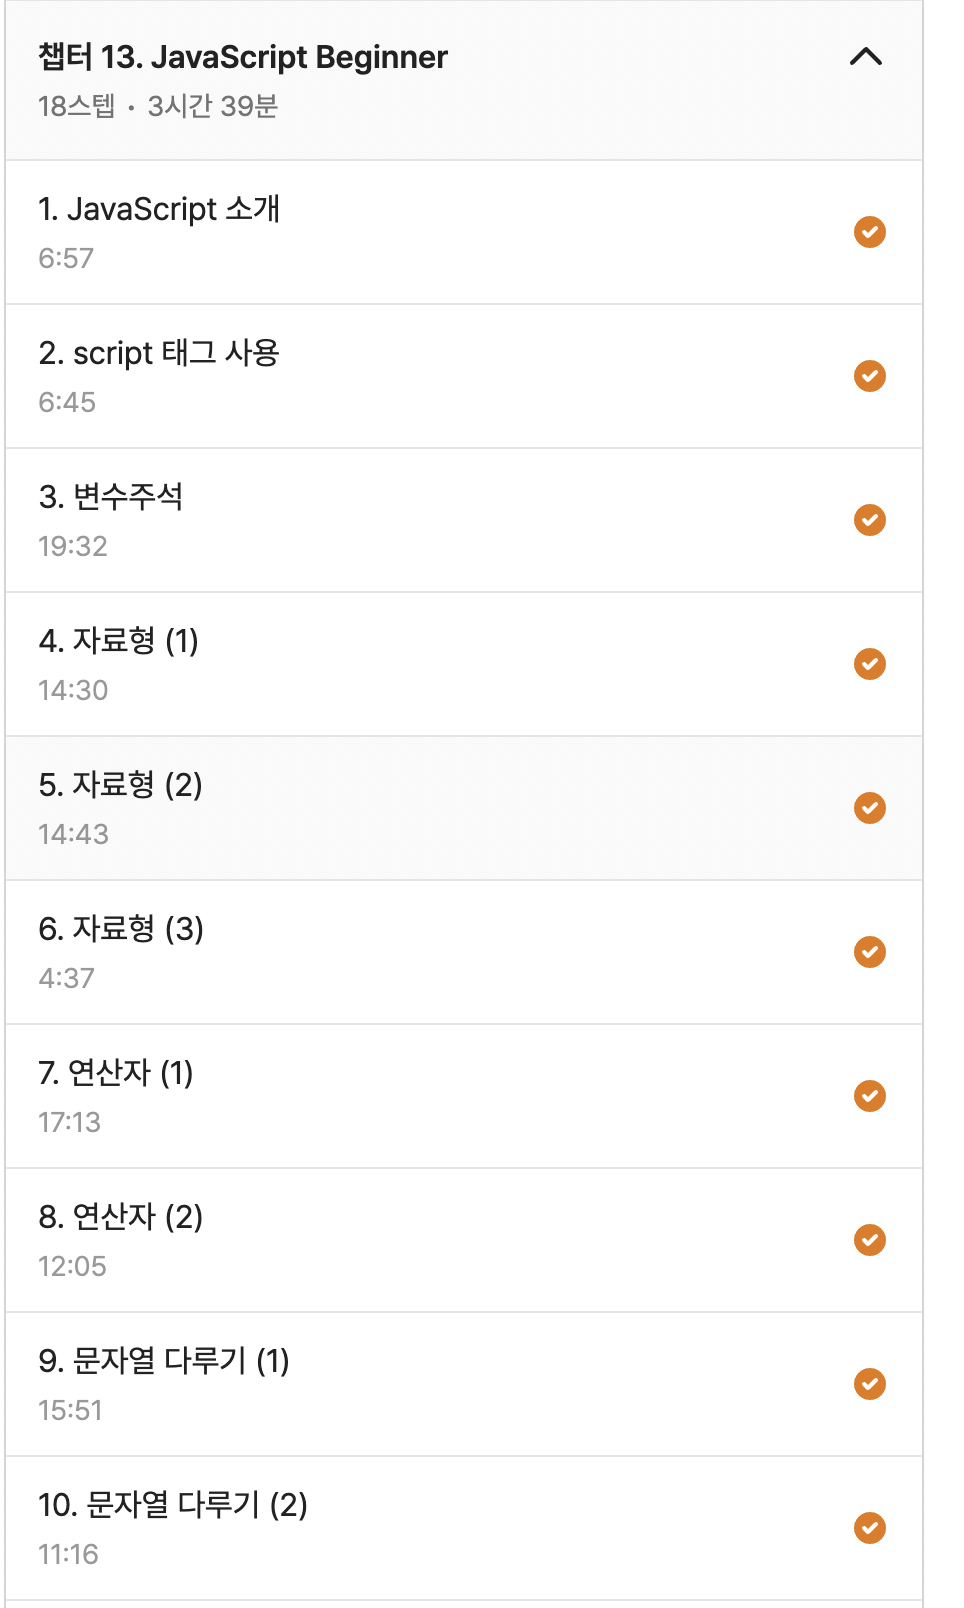 챕터 13. JavaScript Beginner
18스텝 • 3시간 39분
1. JavaScript 소개
6:57
2. script 태그 사용
6:45
3. 변수주석
19:32
4. 자료형 (1)
14:30
5. 자료형 (2)
14:43
6. 자료형 (3)
4:37
7. 연산자 (1)
17:13
8. 연산자 (2)
12:05
9. 문자열 다루기 (1)
15:51
10. 문자열 다루기 (2)
11:16